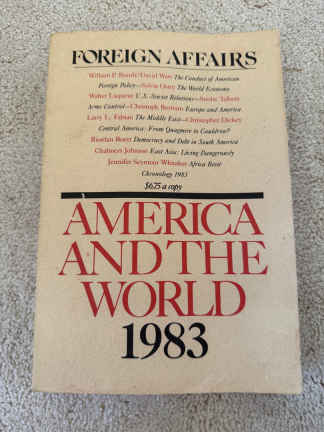 FOREIGN AFFAIRS
William P. Bundy/David Watt The Conduct of American
Foreign Policy—Sylvia Ostry The World Economy
Walter Laqueur U.S.-Soviet Relations—Strobe Talbott
Arms Control—Christoph Bertram Europe and America
Larry L. Fabian The Middle East—Christopher Dickey
Central America: From Quagmire to Cauldron?
Riordan Roett Democracy and Debt in South America
Chalmers Johnson East Asia: Living Dangerously
Jennifer Seymour Whitaker Africa Beset
Chronology 1983
$6.75 a copy
AMERICA
AND THE
WORLD
1983